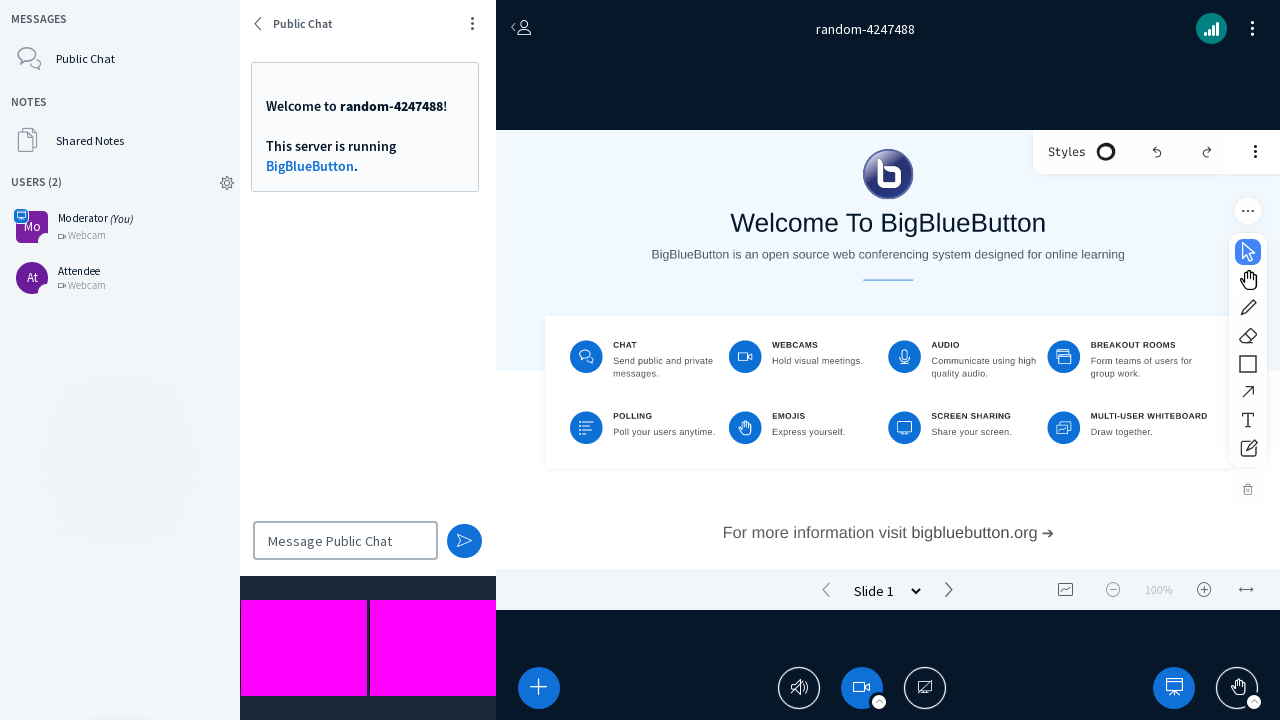 MESSAGES
Public Chat
NOTES
Shared Notes
USERS (2)
Mo
Moderator (You)
Webcam
At
Attendee
Webcam
Public Chat
Welcome to random-4247488!
This server is running
BigBlueButton.
Message Public Chat
random-4247488
Styles
Welcome To BigBlueButton
BigBlueButton is an open source web conferencing system designed for online learning
CHAT
Send public and private
messages.
WEBCAMS
Hold visual meetings.
AUDIO
Communicate using high
quality audio.
BREAKOUT ROOMS
Form teams of users for
group work.
POLLING
Poll your users anytime.
EMOJIS
Express yourself.
SCREEN SHARING
Share your screen.
MULTI-USER WHITEBOARD
Draw together.
For more information visit bigbluebutton.org →
Slide 1
100%